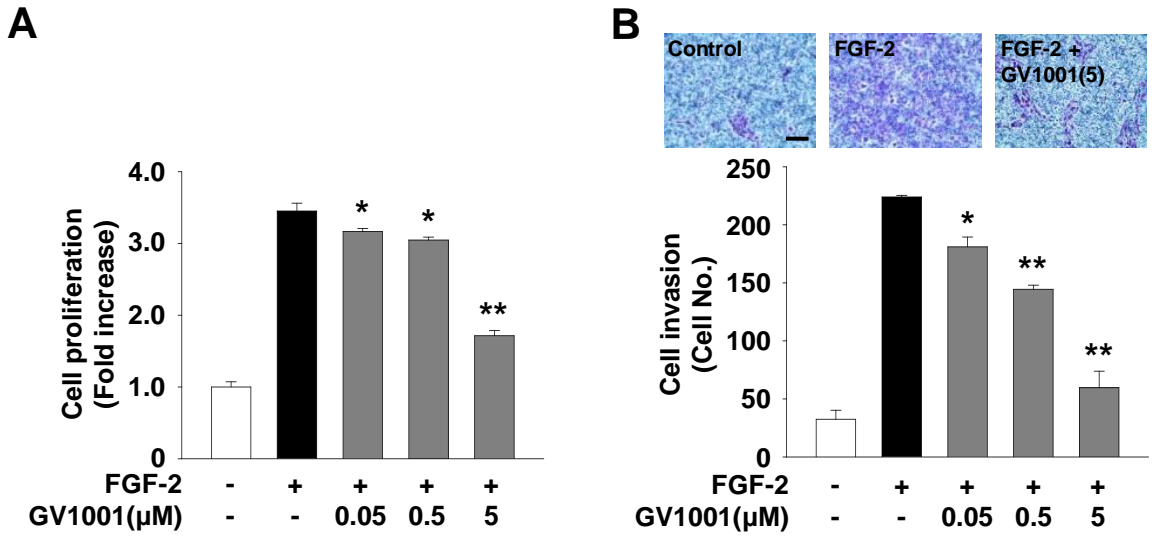 A
B
Control
FGF-2
FGF-2 +
GV1001(5)
Cell proliferation
(Fold increase)
4.0
3.0
2.0
1.0
0
*
*
**
FGF-2 - + + + +
GV1001(μM) - - 0.05 0.5 5
Cell invasion
(Cell No.)
250
200
150
100
50
0
*
**
**
FGF-2 - + + + +
GV1001(μM) - - 0.05 0.5 5